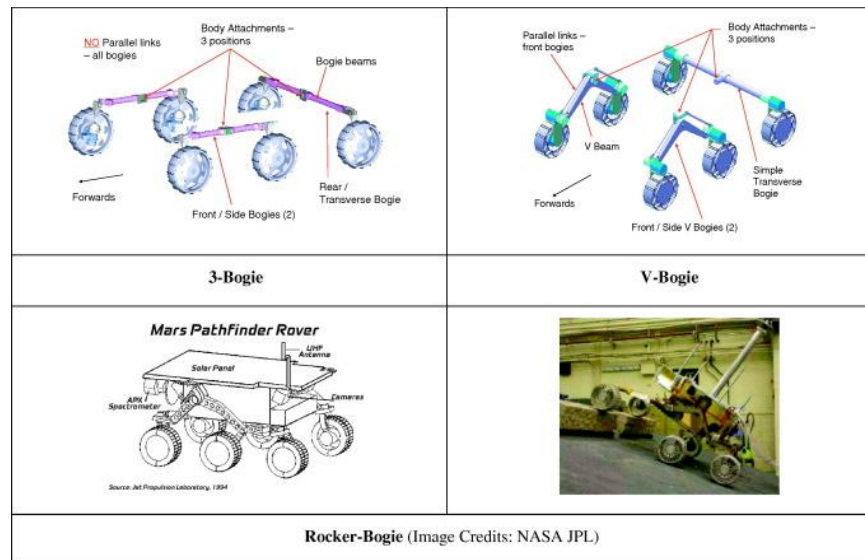 NO Parallel links
– all bogies
Body Attachments –
3 positions
Bogie beams
Forwards
Rear /
Transverse Bogie
Front / Side Bogies (2)
Parallel links –
front bogies
Body Attachments –
3 positions
V Beam
Forwards
Simple
Transverse
Bogie
Front / Side V Bogies (2)
3-Bogie
V-Bogie
Mars Pathfinder Rover
UHF
Antenna
Solar Panel
APX
Spectrometer
Cameras
Source: Jet Propulsion Laboratory, 1994
Rocker-Bogie (Image Credits: NASA JPL)